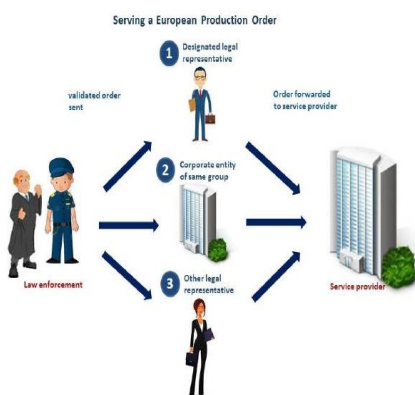 Serving a European Production Order
1
Designated legal
representative
validated order
sent
Order forwarded
to service provider
2
Corporate entity
of same group
Law enforcement
Service provider
3
Other legal
representative